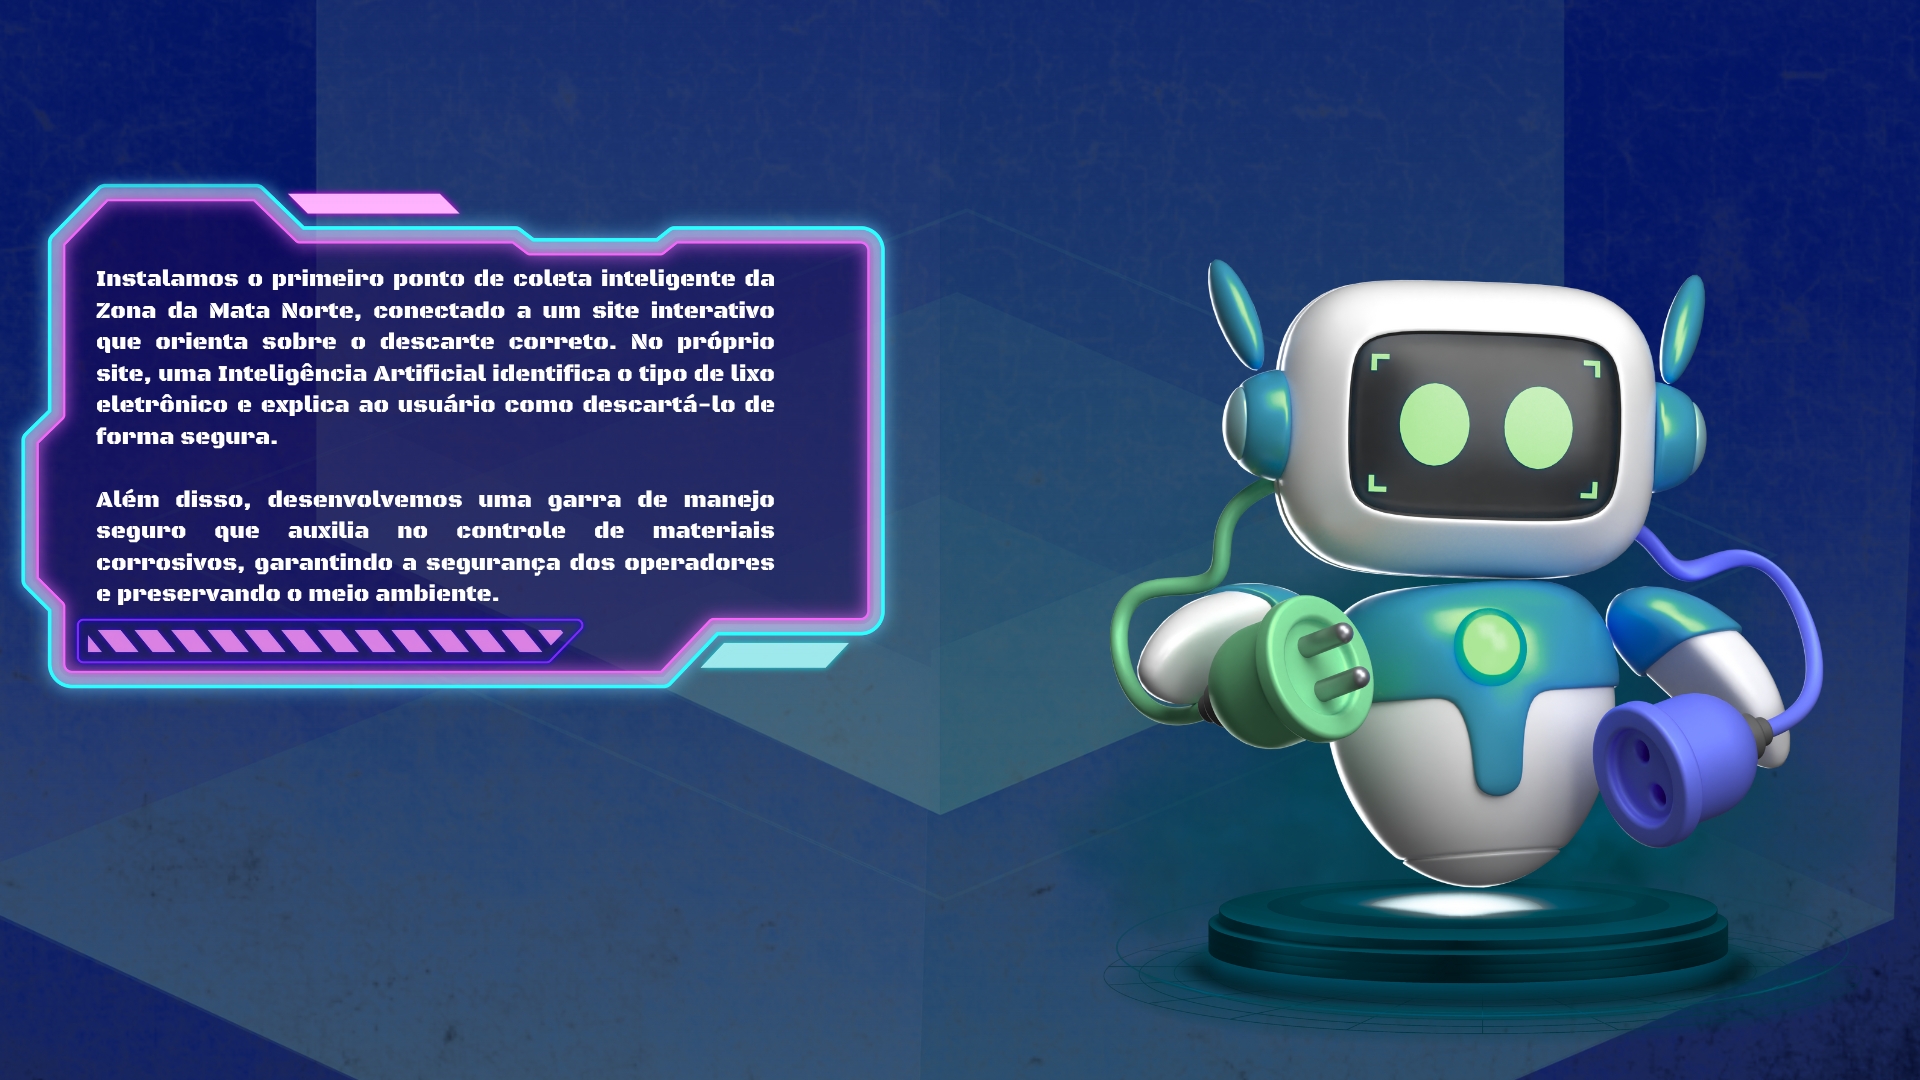 Instalamos o primeiro ponto de coleta inteligente da
Zona da Mata Norte, conectado a um site interativo
que orienta sobre o descarte correto. No próprio
site, uma Inteligência Artificial identifica o tipo de lixo
eletrônico e explica ao usuário como descartá-lo de
forma segura.
Além disso, desenvolvemos uma garra de manejo
seguro que auxilia no controle de materiais
corrosivos, garantindo a segurança dos operadores
e preservando o meio ambiente.